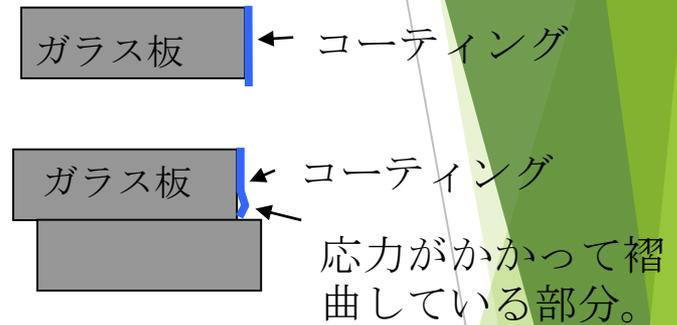 ガラス板
コーティング
ガラス板
コーティング
応力がかかって褶
曲している部分。